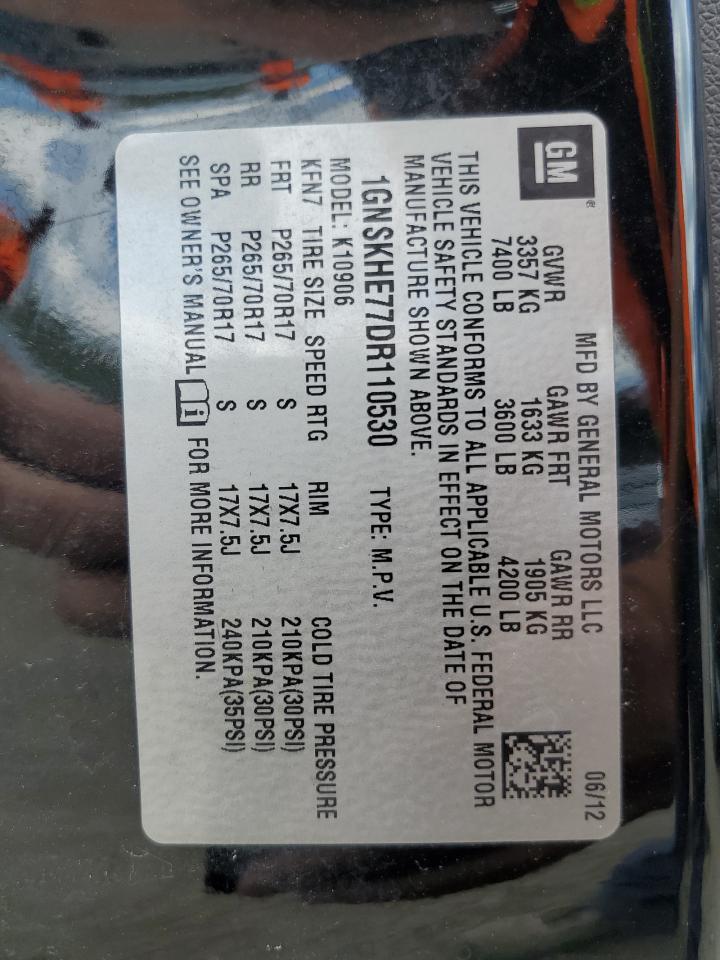 GM®
MFD BY GENERAL MOTORS LLC 06/12
GVWR GAWR FRT GAWR RR
3357 KG 1633 KG 1905 KG
7400 LB 3600 LB 4200 LB
THIS VEHICLE CONFORMS TO ALL APPLICABLE U.S. FEDERAL MOTOR
VEHICLE SAFETY STANDARDS IN EFFECT ON THE DATE OF
MANUFACTURE SHOWN ABOVE.
1GNSKHE77DR110530 TYPE: M.P.V.
MODEL: K10906
KFN7 TIRE SIZE SPEED RTG RIM COLD TIRE PRESSURE
FRT P265/70R17 S 17X7.5J 210KPA(30PSI)
RR P265/70R17 S 17X7.5J 210KPA(30PSI)
SPA P265/70R17 S 17X7.5J 240KPA(35PSI)
SEE OWNER'S MANUAL i FOR MORE INFORMATION.